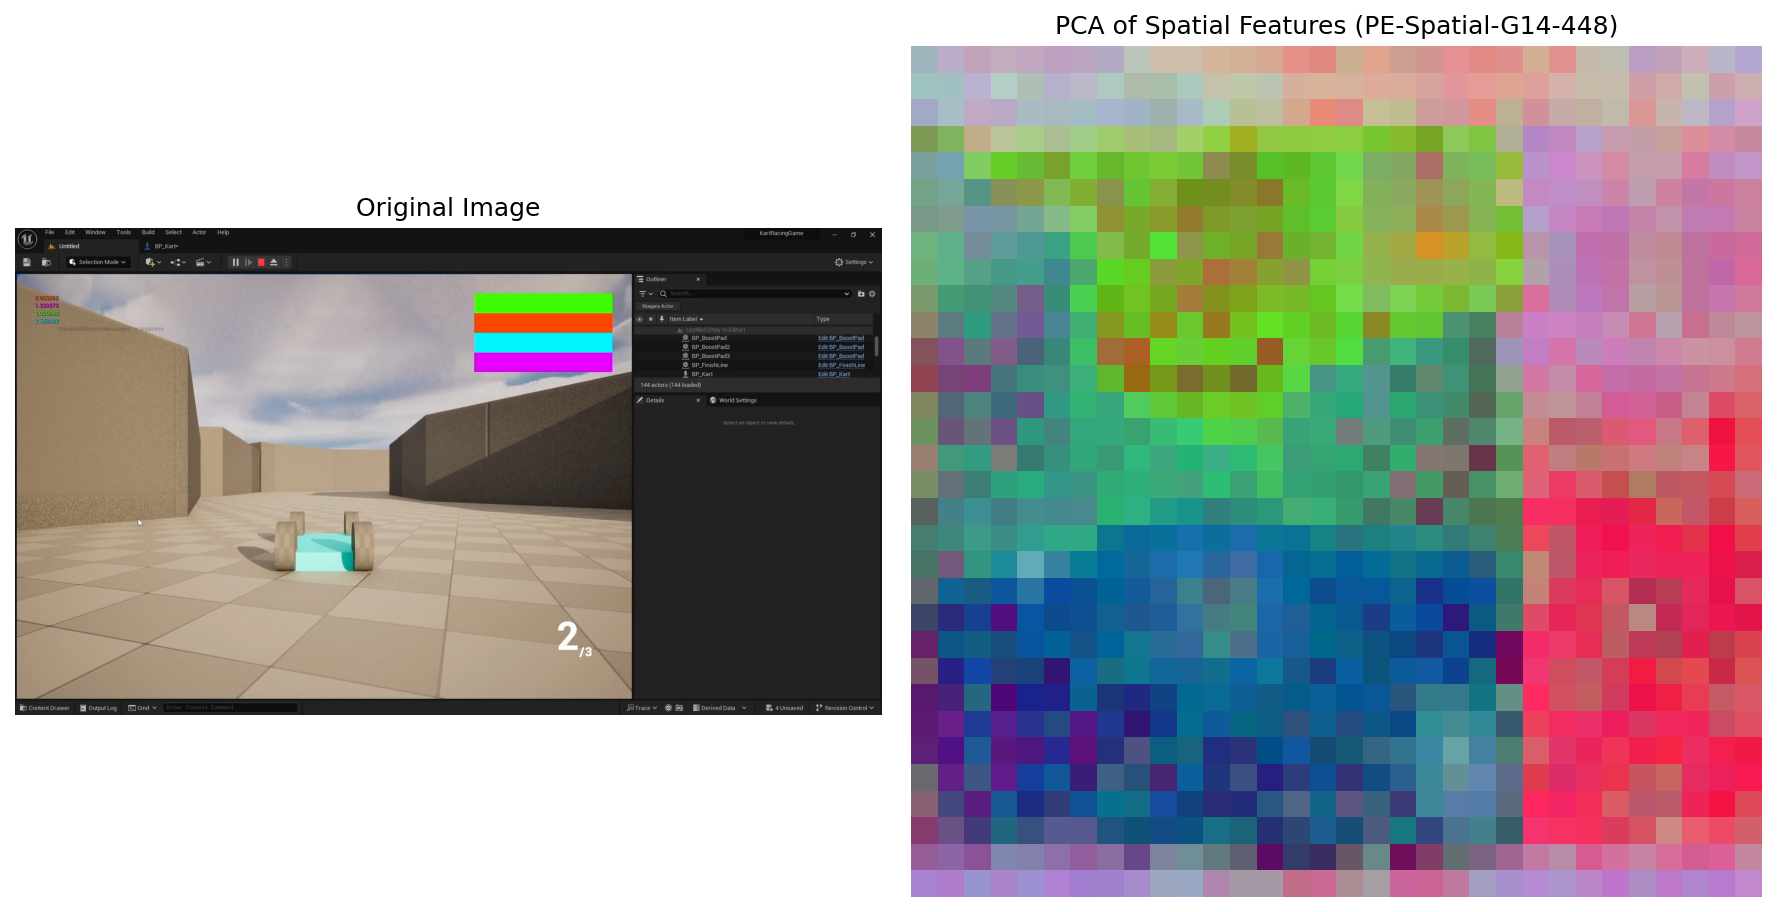 PCA of Spatial Features (PE-Spatial-G14-448)
Original Image
File Edit Window Tools Build Select Actor Help
KartRacingGame
Untitled
BP_Kart•
Selection Mode
Settings
Outliner
Search...
Niagara Actor
Item Label
Type
Untitled (Play In Editor)
BP_BoostPad Edit BP_BoostPad
BP_BoostPad2 Edit BP_BoostPad
BP_BoostPad3 Edit BP_BoostPad
BP_FinishLine Edit BP_FinishLine
BP_Kart Edit BP_Kart
144 actors (144 loaded)
Details
World Settings
Select an object to view details.
2/3
Content Drawer
Output Log
Cmd
Enter Console Command
Trace
Derived Data
4 Unsaved
Revision Control